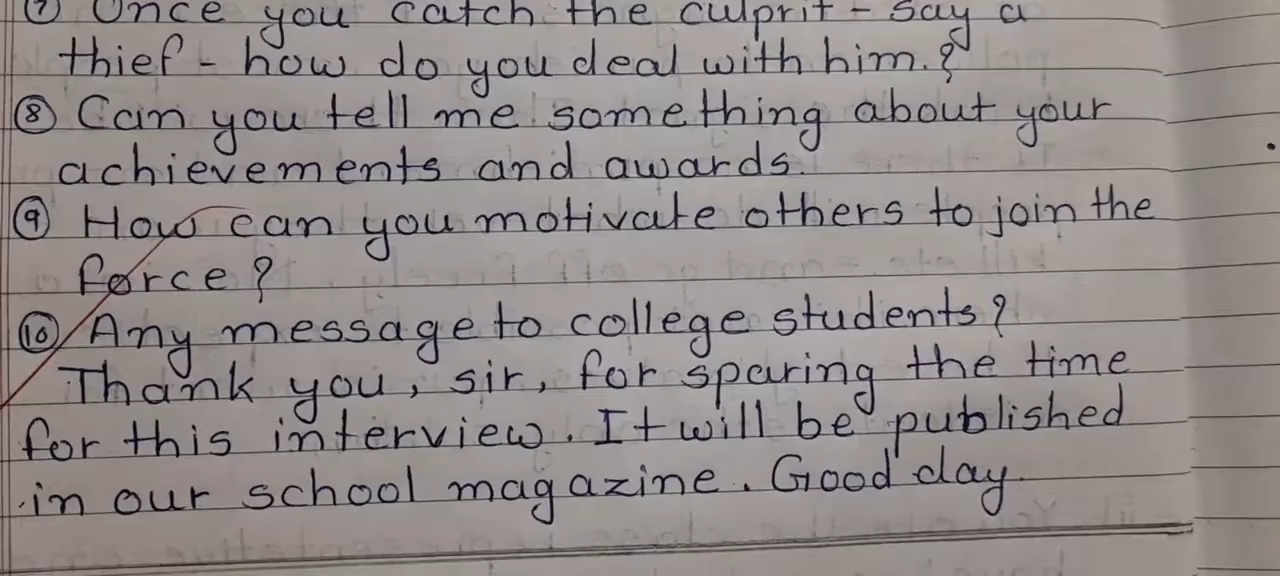 ⑦ Once you catch the culprit - say a
thief - how do you deal with him.?
⑧ Can you tell me something about your
achievements and awards.
⑨ How can you motivate others to join the
force?
⑩ Any message to college students?
Thank you, sir, for sparing the time
for this interview. It will be published
in our school magazine. Good day.